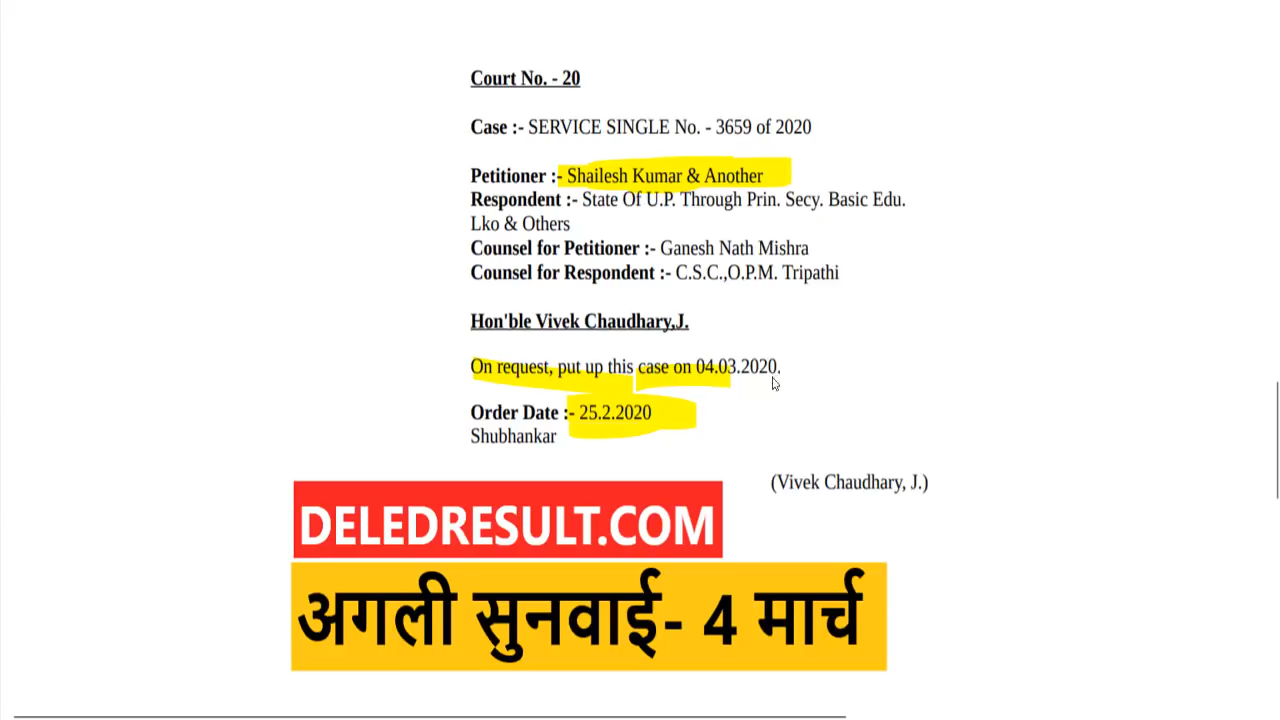 Court No. - 20
Case :- SERVICE SINGLE No. - 3659 of 2020
Petitioner :- Shailesh Kumar & Another
Respondent :- State Of U.P. Through Prin. Secy. Basic Edu.
Lko & Others
Counsel for Petitioner :- Ganesh Nath Mishra
Counsel for Respondent :- C.S.C.,O.P.M. Tripathi
Hon'ble Vivek Chaudhary,J.
On request, put up this case on 04.03.2020.
Order Date :- 25.2.2020
Shubhankar
(Vivek Chaudhary, J.)
DELEDRESULT.COM
अगली सुनवाई- 4 मार्च